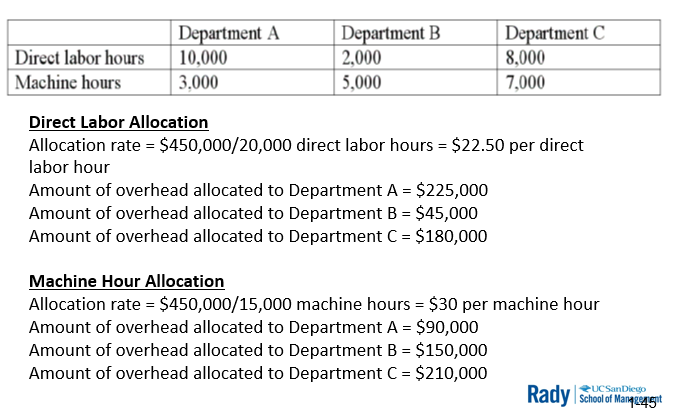 Department A Department B Department C
Direct labor hours 10,000 2,000 8,000
Machine hours 3,000 5,000 7,000
Direct Labor Allocation
Allocation rate = $450,000/20,000 direct labor hours = $22.50 per direct
labor hour
Amount of overhead allocated to Department A = $225,000
Amount of overhead allocated to Department B = $45,000
Amount of overhead allocated to Department C = $180,000
Machine Hour Allocation
Allocation rate = $450,000/15,000 machine hours = $30 per machine hour
Amount of overhead allocated to Department A = $90,000
Amount of overhead allocated to Department B = $150,000
Amount of overhead allocated to Department C = $210,000
Rady UC San Diego
School of Management
1-45